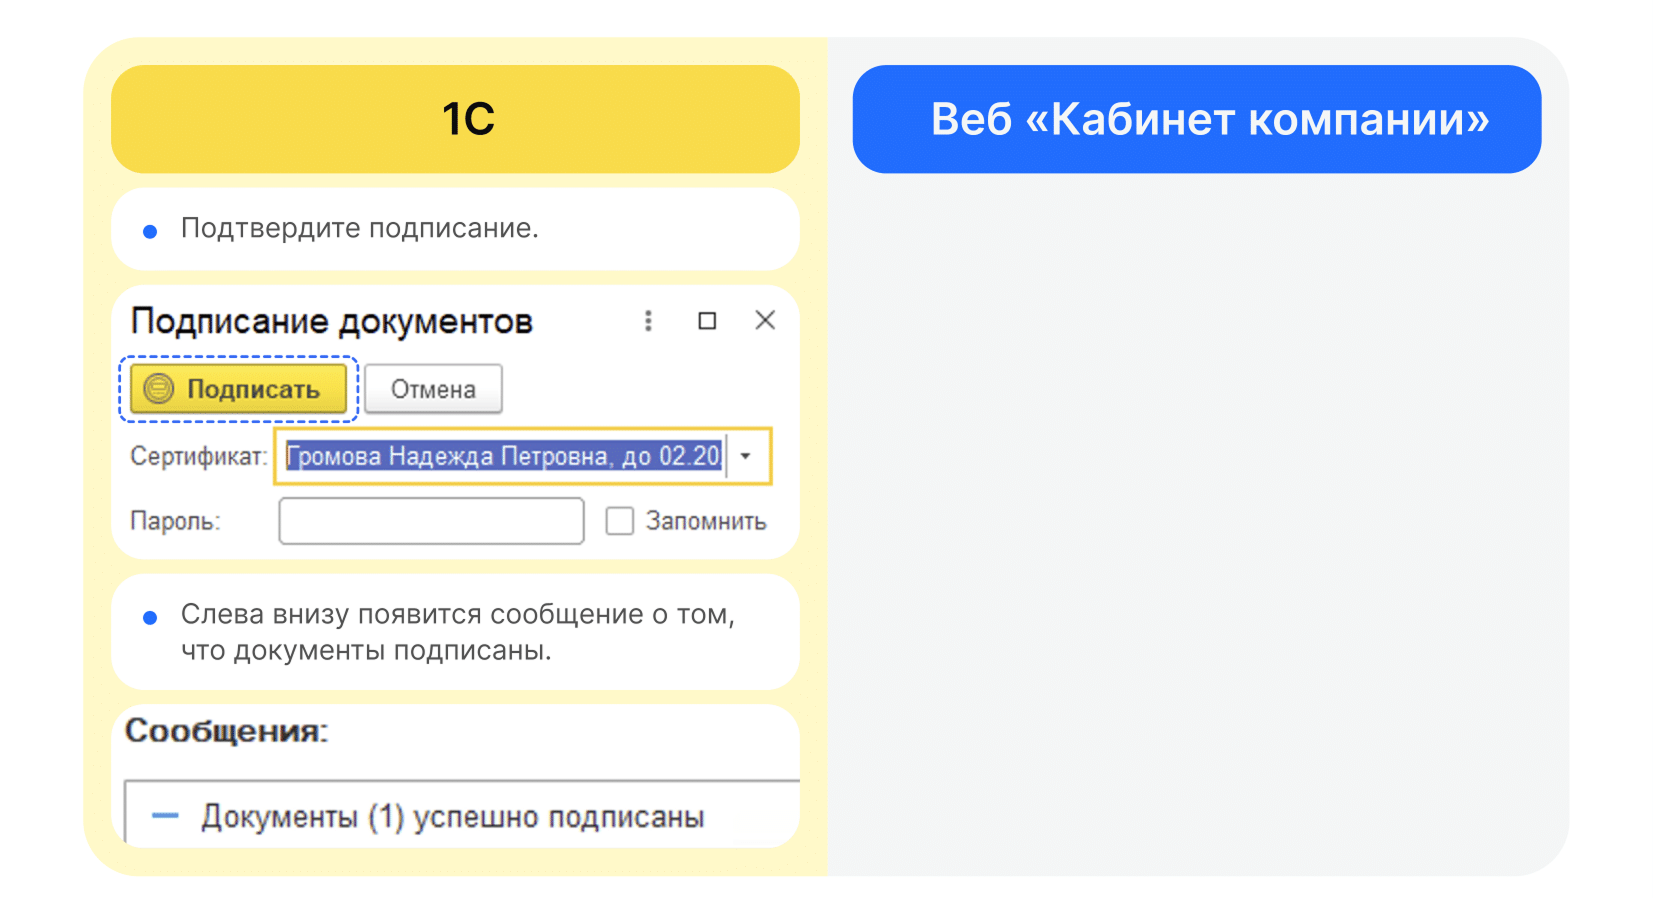 1С
Веб «Кабинет компании»
Подтвердите подписание.
Подписание документов
Подписать
Отмена
Сертификат: Громова Надежда Петровна, до 02.20
Пароль:
Запомнить
Слева внизу появится сообщение о том,
что документы подписаны.
Сообщения:
Документы (1) успешно подписаны